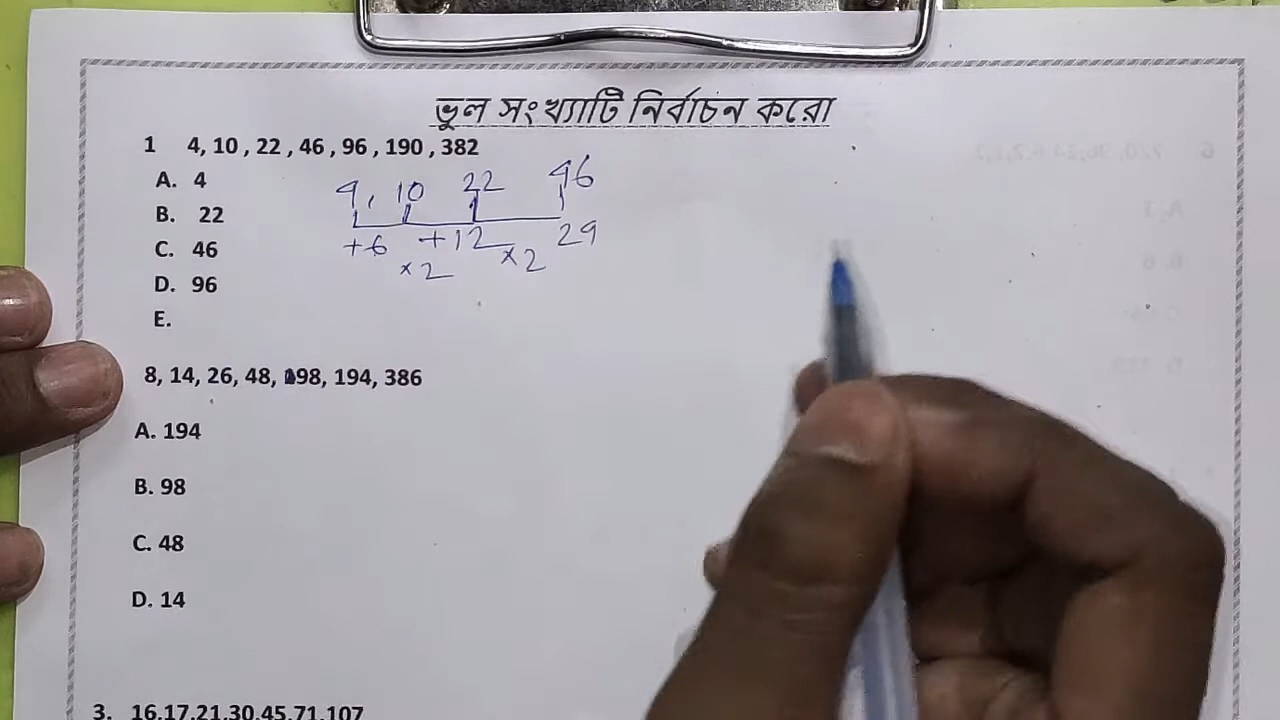 ভুল সংখ্যাটি নির্বাচন করো
1 4, 10 , 22 , 46 , 96 , 190 , 382
A. 4
4, 10 22 46
B. 22
+6 +12 24
C. 46
×2 ×2
D. 96
E.
8, 14, 26, 48, 98, 194, 386
A. 194
B. 98
C. 48
D. 14
3. 16,17,21,30,45,71,107